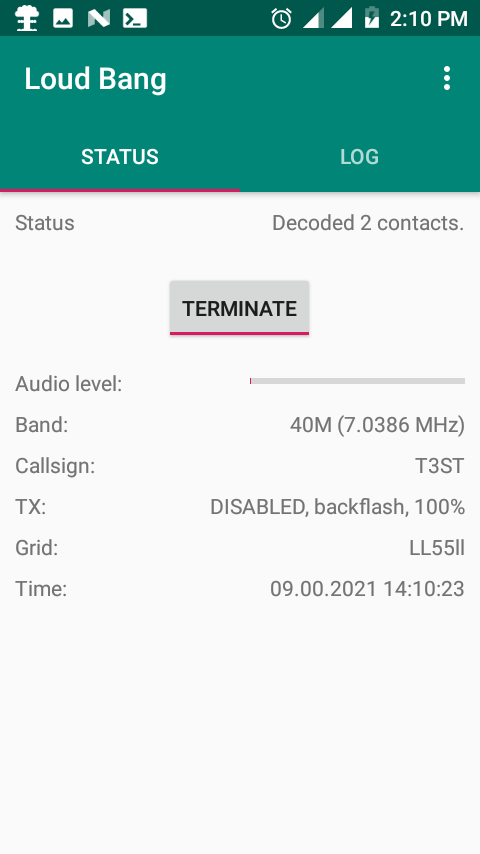 2:10 PM
Loud Bang
STATUS LOG
Status Decoded 2 contacts.
TERMINATE
Audio level:
Band: 40M (7.0386 MHz)
Callsign: T3ST
TX: DISABLED, backflash, 100%
Grid: LL55ll
Time: 09.00.2021 14:10:23